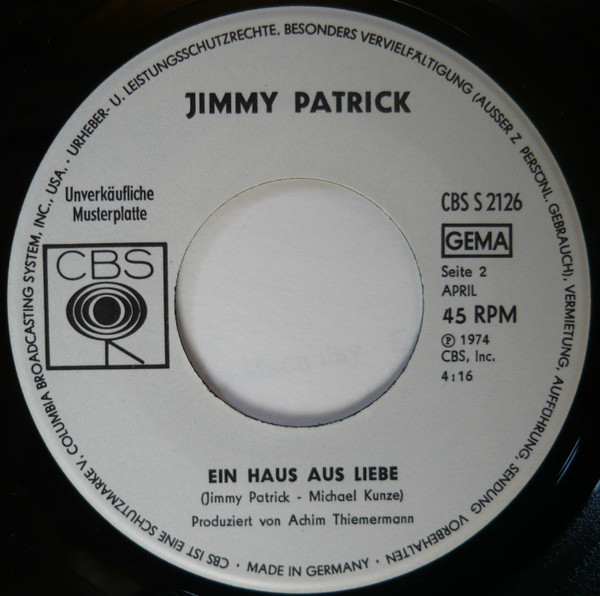 JIMMY PATRICK
Unverkäufliche
Musterplatte
CBS
CBS S 2126
GEMA
Seite 2
APRIL
45 RPM
Ⓟ 1974
CBS, Inc.
4:16
EIN HAUS AUS LIEBE
(Jimmy Patrick - Michael Kunze)
Produziert von Achim Thiemermann
CBS IST EINE SCHUTZMARKE V. COLUMBIA BROADCASTING SYSTEM, INC., USA. · URHEBER- U. LEISTUNGSSCHUTZRECHTE, BESONDERS VERVIELFÄLTIGUNG (AUSSER Z. PERSÖNL. GEBRAUCH), VERMIETUNG, AUFFÜHRUNG, SENDUNG VORBEHALTEN · MADE IN GERMANY ·